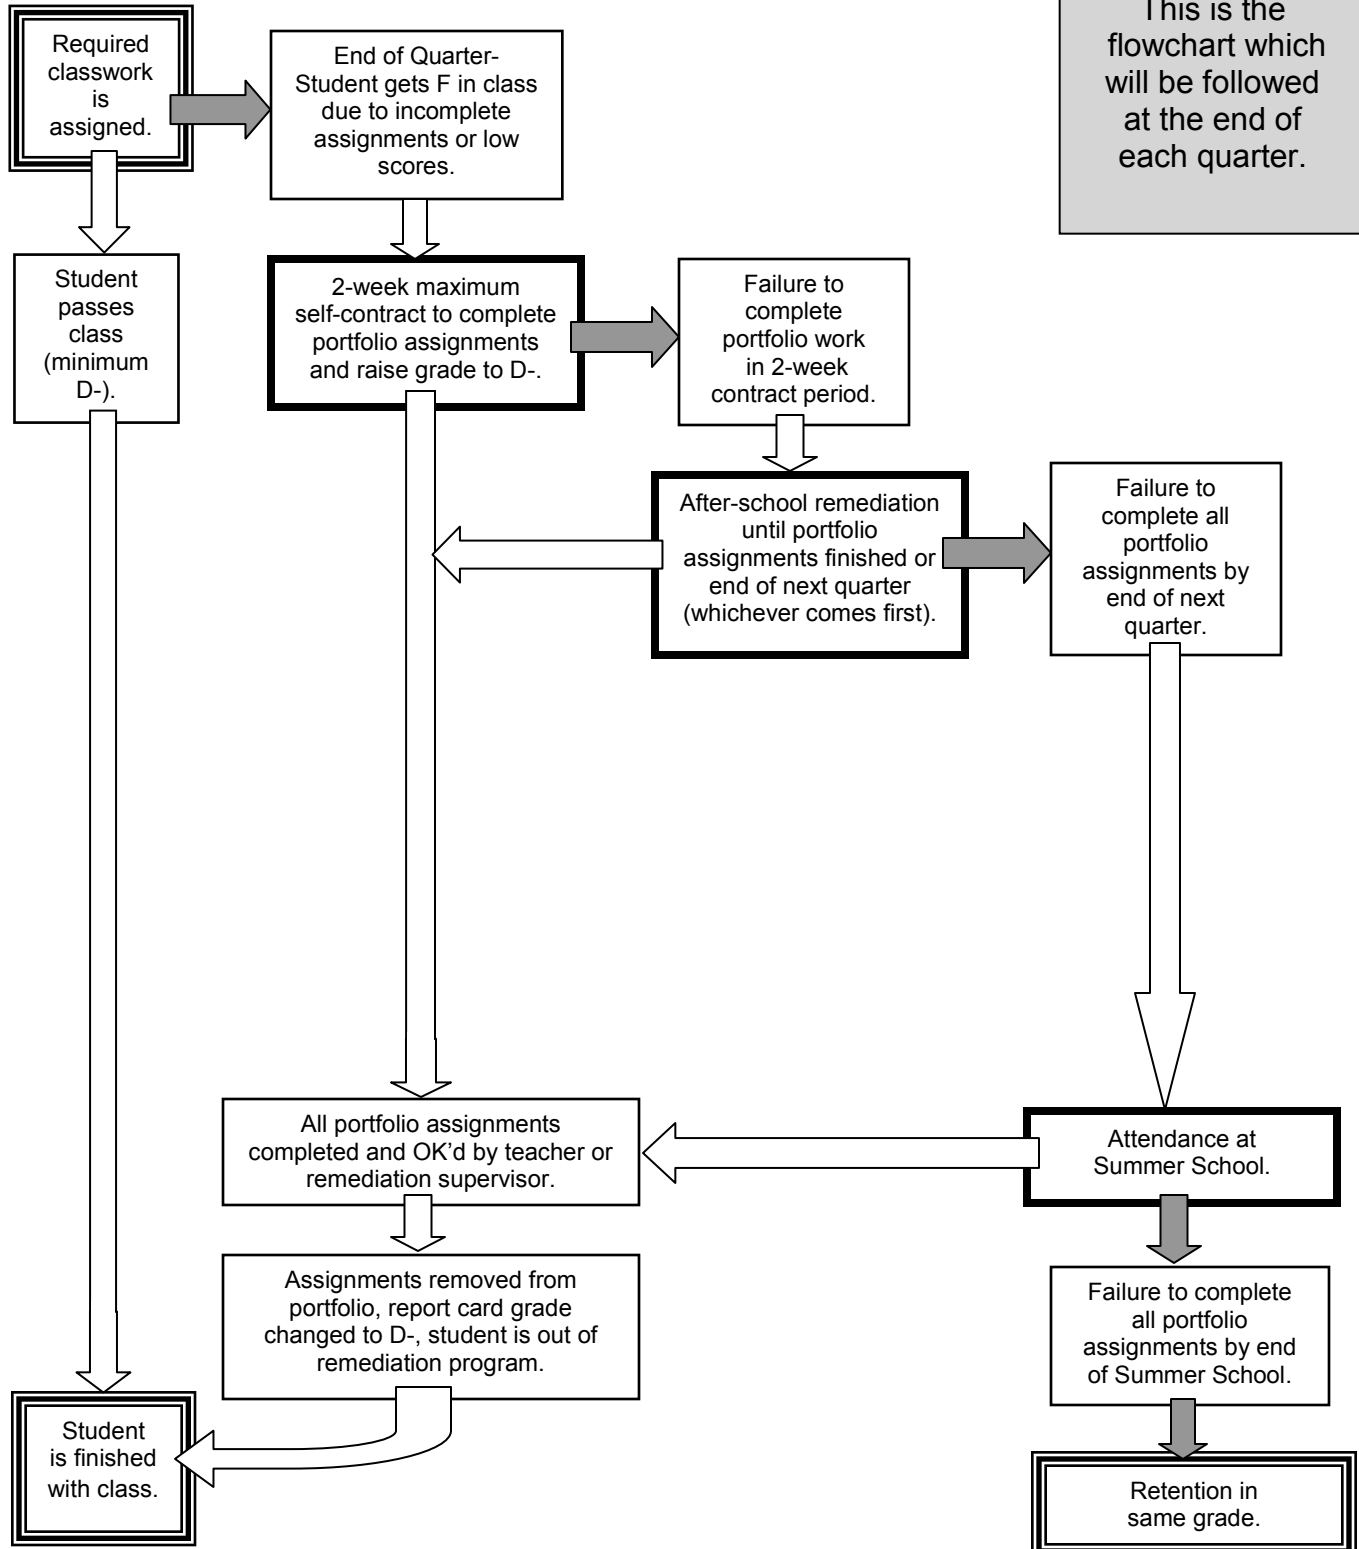 Required
classwork
is
assigned.
End of Quarter-
Student gets F in class
due to incomplete
assignments or low
scores.
This is the
flowchart which
will be followed
at the end of
each quarter.
Student
passes
class
(minimum
D-).
2-week maximum
self-contract to complete
portfolio assignments
and raise grade to D-.
Failure to
complete
portfolio work
in 2-week
contract period.
After-school remediation
until portfolio
assignments finished or
end of next quarter
(whichever comes first).
Failure to
complete all
portfolio
assignments by
end of next
quarter.
All portfolio assignments
completed and OK’d by teacher or
remediation supervisor.
Attendance at
Summer School.
Assignments removed from
portfolio, report card grade
changed to D-, student is out of
remediation program.
Failure to complete
all portfolio
assignments by end
of Summer School.
Student
is finished
with class.
Retention in
same grade.